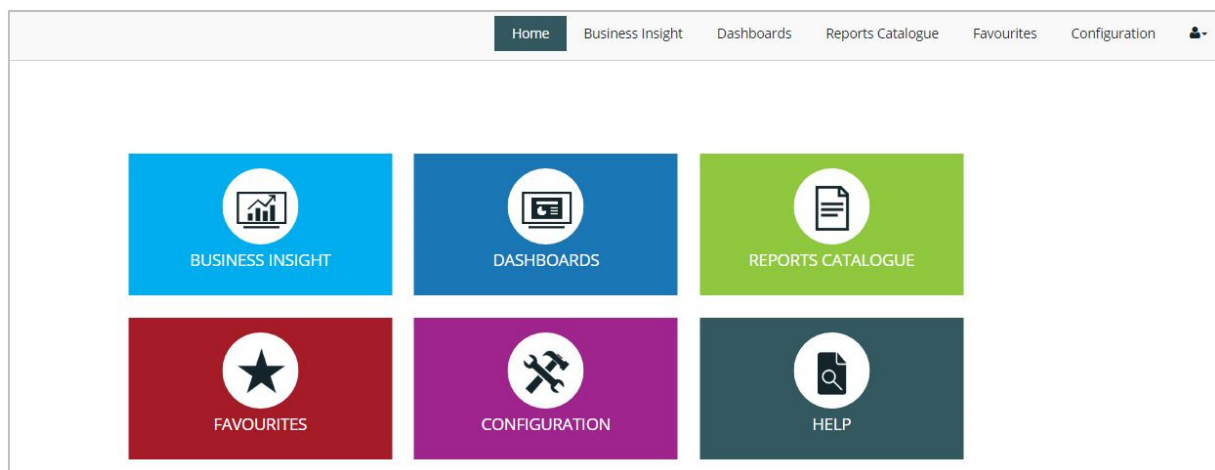 Home Business Insight Dashboards Reports Catalogue Favourites Configuration
BUSINESS INSIGHT DASHBOARDS REPORTS CATALOGUE
FAVOURITES CONFIGURATION HELP